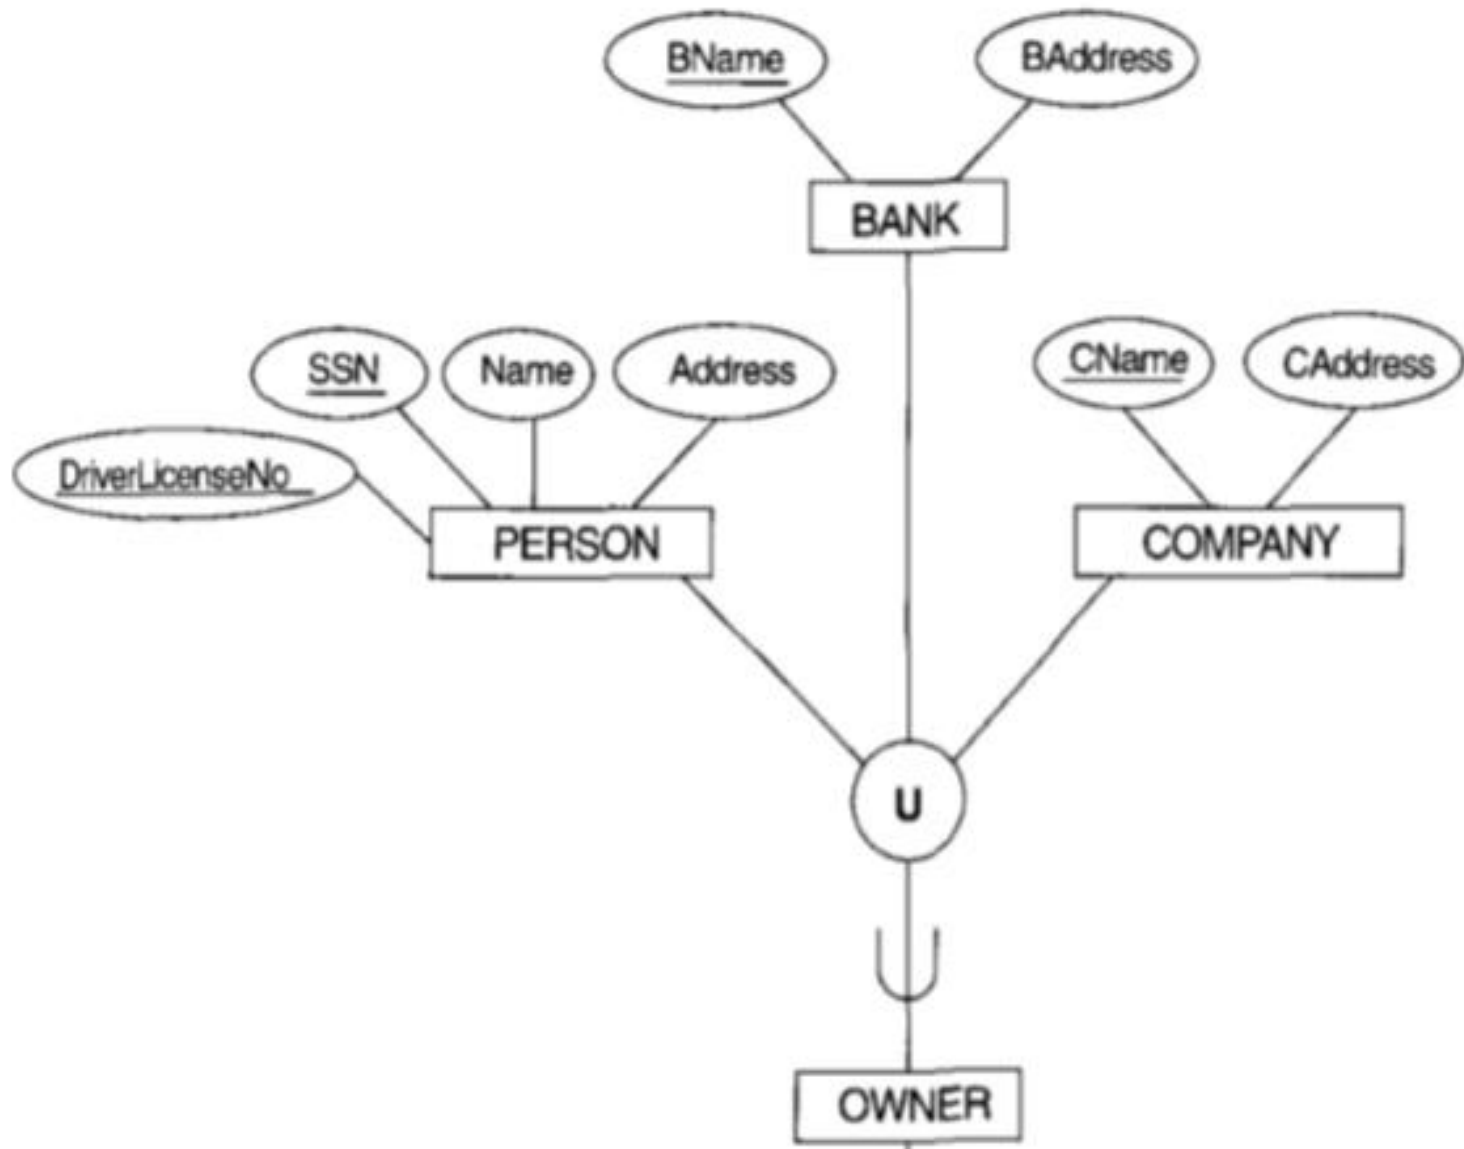 BName
BAddress
BANK
SSN
Name
Address
CName
CAddress
DriverLicenseNo
PERSON
COMPANY
U
OWNER